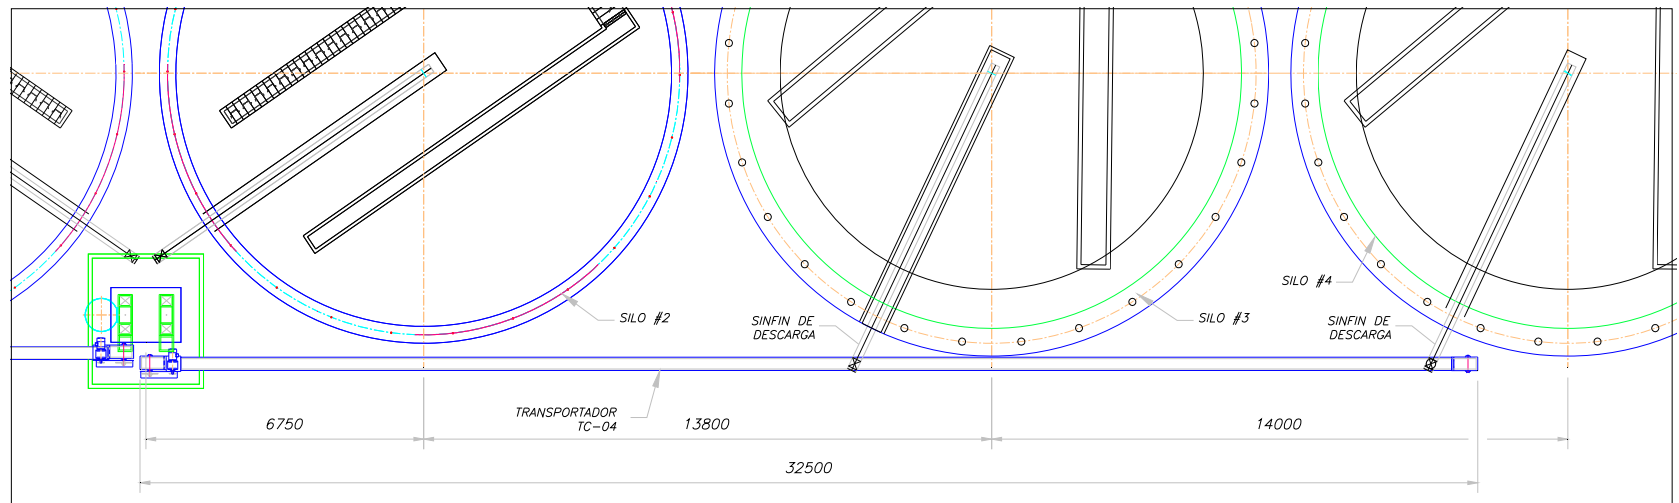 SILO #4
SILO #2
SINFIN DE
DESCARGA
SILO #3
SINFIN DE
DESCARGA
TRANSPORTADOR
TC-04
6750
13800
14000
32500